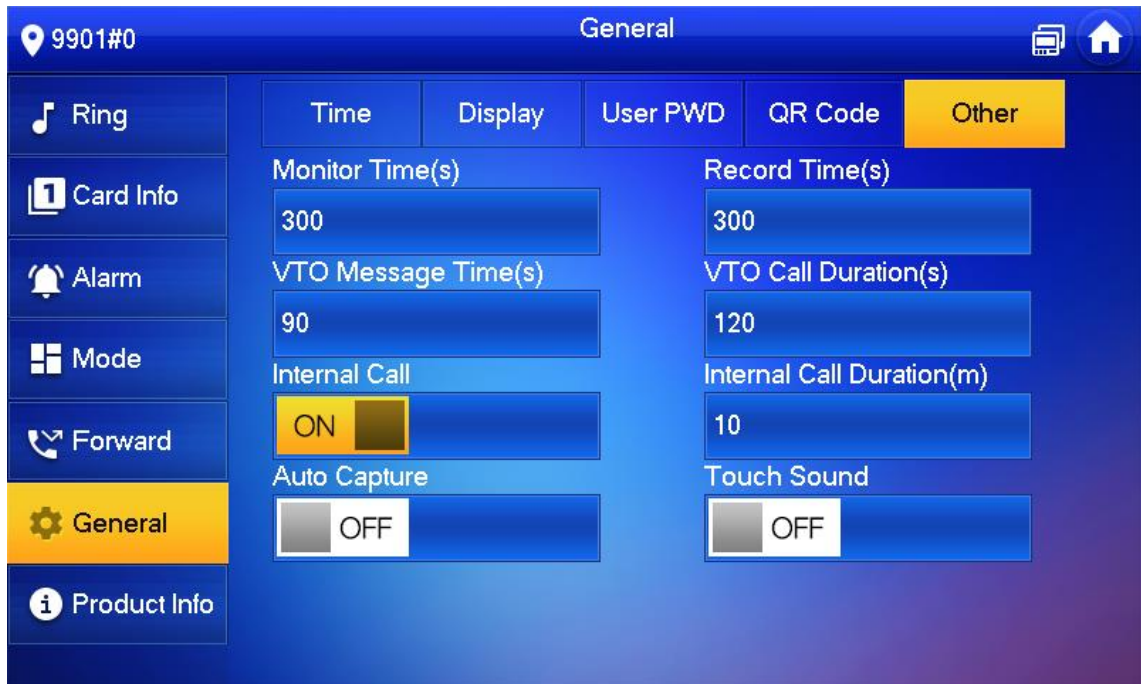 9901#0
General
Ring
Card Info
Alarm
Mode
Forward
General
Product Info
Time
Display
User PWD
QR Code
Other
Monitor Time(s)
300
Record Time(s)
300
VTO Message Time(s)
90
VTO Call Duration(s)
120
Internal Call
ON
Internal Call Duration(m)
10
Auto Capture
OFF
Touch Sound
OFF